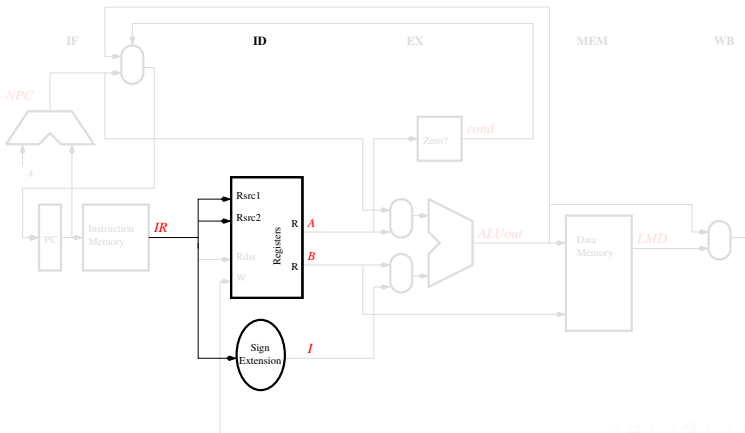 IF
ID
EX
MEM
WB
NPC
4
PC
Instruction
Memory
IR
Rsrc1
Rsrc2
Rdst
W
Registers
R
R
A
B
Sign
Extension
I
Zero?
cond
ALUout
Data
Memory
LMD